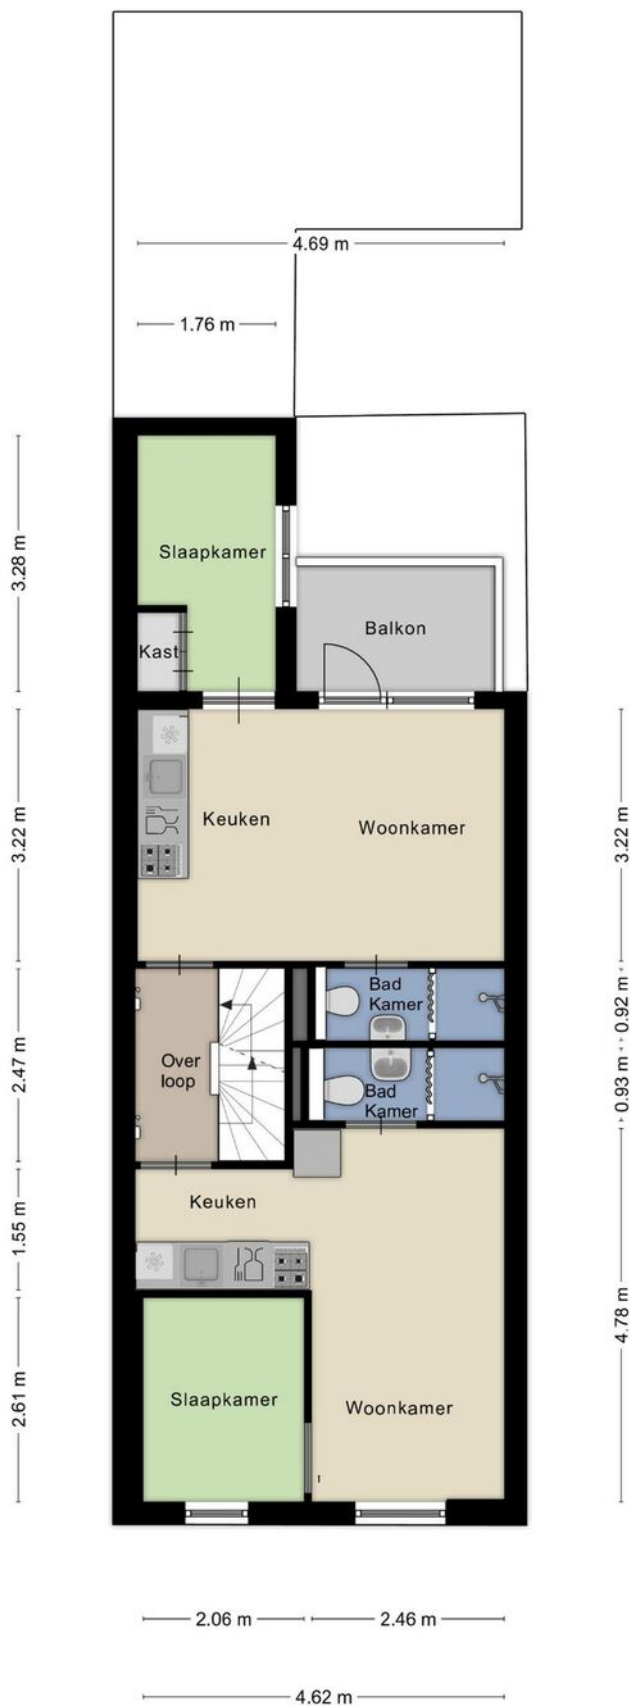 4.69 m
1.76 m
3.28 m
Slaapkamer
Balkon
Kast
3.22 m
Keuken
Woonkamer
3.22 m
Bad
Kamer
0.92 m
2.47 m
Over
loop
Bad
Kamer
0.93 m
Keuken
1.55 m
4.78 m
2.61 m
Slaapkamer
Woonkamer
2.06 m
2.46 m
4.62 m